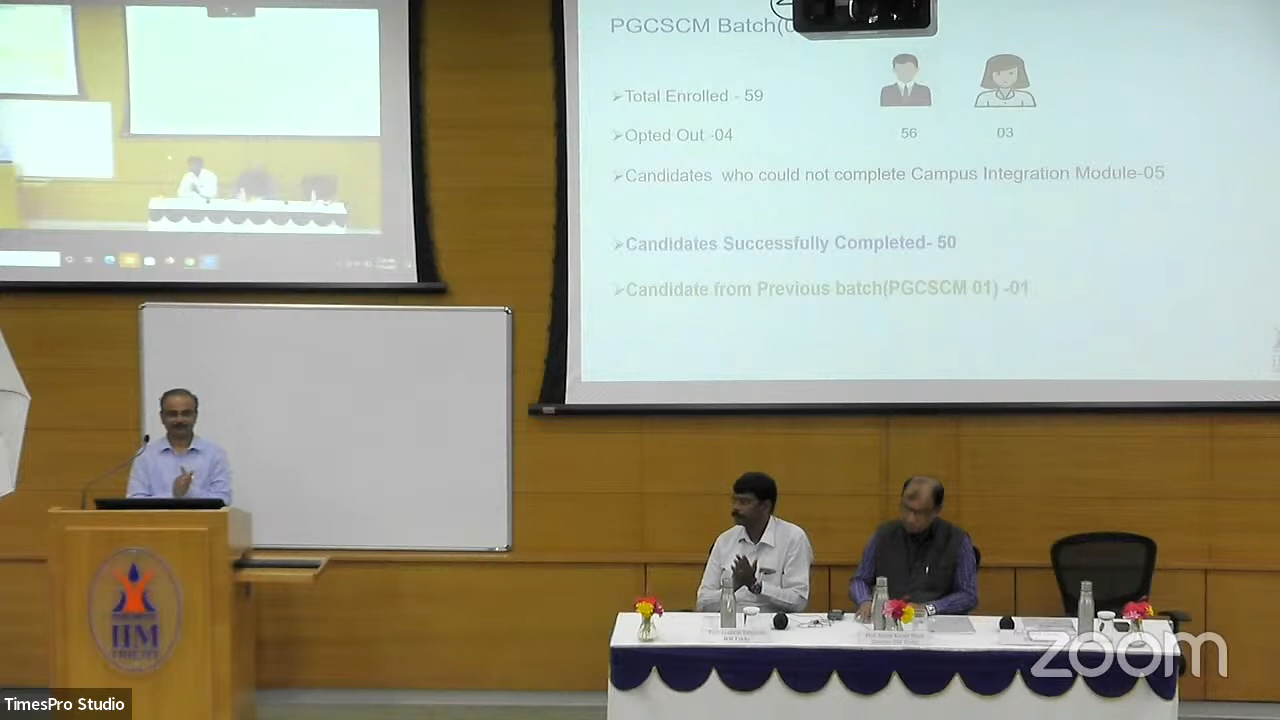 PGCSCM Batch(0
➢Total Enrolled - 59
➢Opted Out -04
56
03
➢Candidates who could not complete Campus Integration Module-05
➢Candidates Successfully Completed- 50
➢Candidate from Previous batch(PGCSCM 01) -01
IIM
zoom
TimesPro Studio